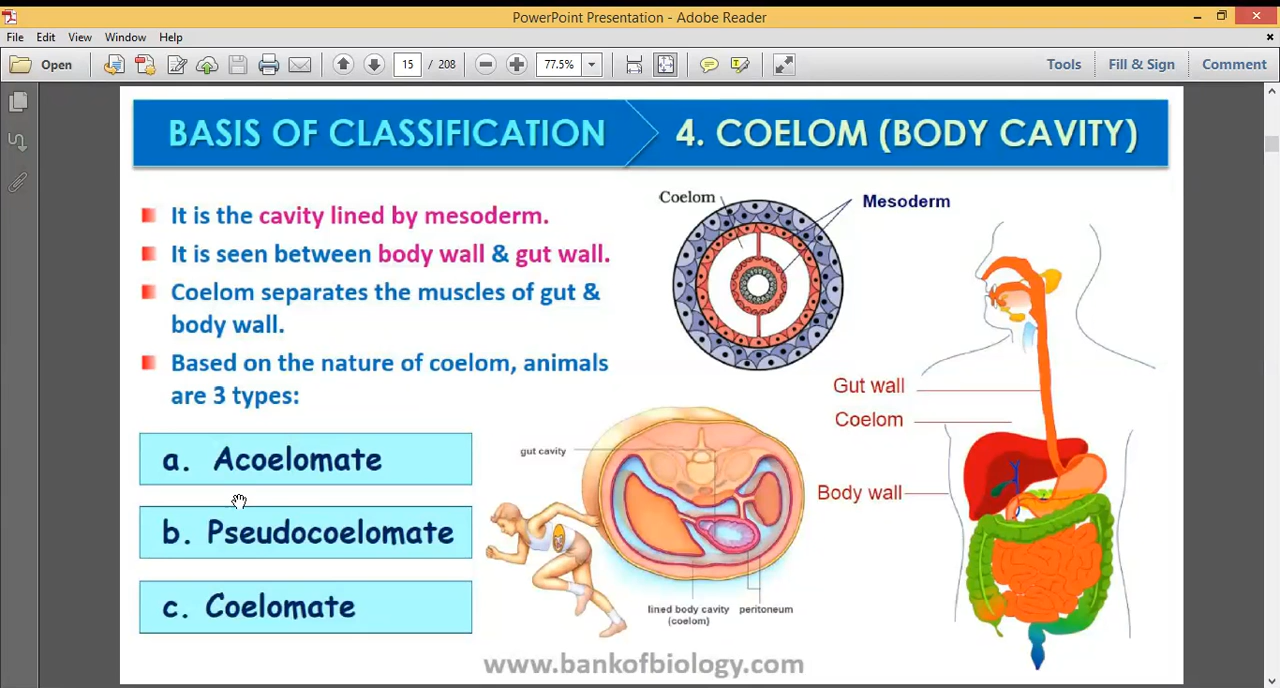 PowerPoint Presentation - Adobe Reader
File Edit View Window Help
Open 15 / 208 77.5% Tools Fill & Sign Comment
BASIS OF CLASSIFICATION 4. COELOM (BODY CAVITY)
It is the cavity lined by mesoderm.
It is seen between body wall & gut wall.
Coelom separates the muscles of gut &
body wall.
Based on the nature of coelom, animals
are 3 types:
a. Acoelomate
b. Pseudocoelomate
c. Coelomate
Coelom
Mesoderm
gut cavity
lined body cavity
(coelom)
peritoneum
Gut wall
Coelom
Body wall
www.bankofbiology.com